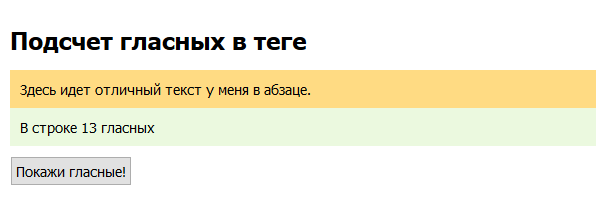 Подсчет гласных в теге
Здесь идет отличный текст у меня в абзаце.
В строке 13 гласных
Покажи гласные!